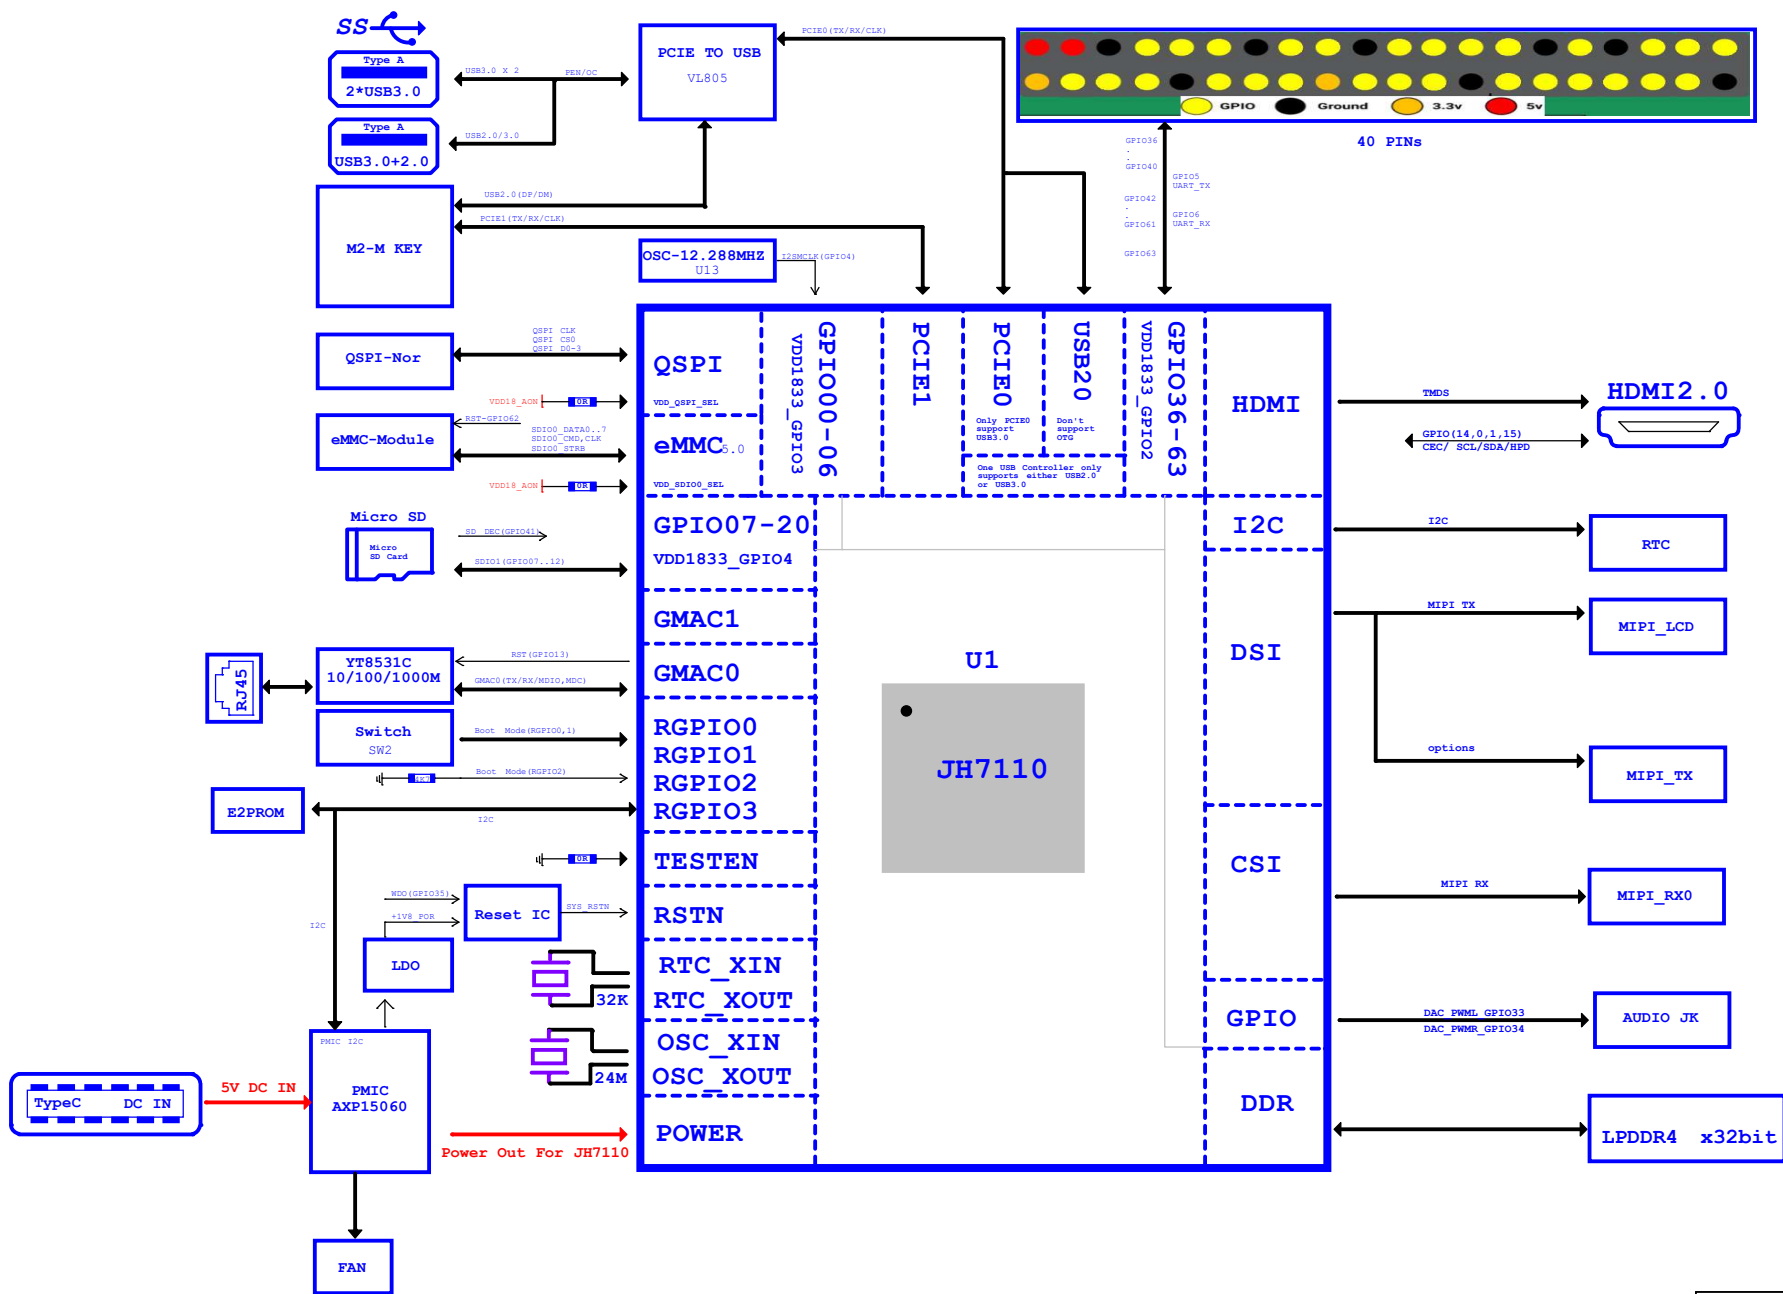 SS
Type A
2*USB3.0
Type A
USB3.0+2.0
USB3.0 X 2
PEN/OC
USB2.0/3.0
PCIE TO USB
VL805
PCIE0(TX/RX/CLK)
GPIO
Ground
3.3v
5v
40 PINs
GPIO36
.
.
GPIO40
GPIO42
.
.
GPIO61
GPIO63
GPIO5
UART_TX
GPIO6
UART_RX
M2-M KEY
USB2.0(DP/DM)
PCIE1(TX/RX/CLK)
OSC-12.288MHZ
U13
I2SMCLK(GPIO4)
QSPI-Nor
QSPI CLK
QSPI CS0
QSPI D0-3
VDD18_AON
0R
eMMC-Module
RST-GPIO62
SDIO0_DATA0..7
SDIO0_CMD,CLK
SDIO0_STRB
VDD18_AON
0R
Micro SD
Micro
SD Card
SD DEC(GPIO41)
SDIO1(GPIO07..12)
RJ45
YT8531C
10/100/1000M
RST(GPIO13)
GMAC0(TX/RX/MDIO,MDC)
Switch
SW2
Boot Mode(RGPIO0,1)
4K7
Boot Mode(RGPIO2)
E2PROM
I2C
0R
WDO(GPIO35)
+1V8_POR
Reset IC
SYS_RSTN
I2C
LDO
32K
24M
PMIC I2C
PMIC
AXP15060
TypeC
DC IN
5V DC IN
Power Out For JH7110
FAN
QSPI
VDD_QSPI_SEL
eMMC5.0
VDD_SDIO0_SEL
GPIO00-06
VDD1833_GPIO3
PCIE1
PCIE0
Only PCIE0
support
USB3.0
USB20
Don't
support
OTG
One USB Controller only
supports either USB2.0
or USB3.0
GPIO36-63
VDD1833_GPIO2
HDMI
GPIO07-20
VDD1833_GPIO4
GMAC1
GMAC0
RGPIO0
RGPIO1
RGPIO2
RGPIO3
TESTEN
RSTN
RTC_XIN
RTC_XOUT
OSC_XIN
OSC_XOUT
POWER
U1
JH7110
I2C
DSI
CSI
GPIO
DDR
TMDS
HDMI2.0
GPIO(14,0,1,15)
CEC/ SCL/SDA/HPD
I2C
RTC
MIPI TX
MIPI_LCD
options
MIPI_TX
MIPI RX
MIPI_RX0
DAC_PWML_GPIO33
DAC_PWMR_GPIO34
AUDIO JK
LPDDR4 x32bit